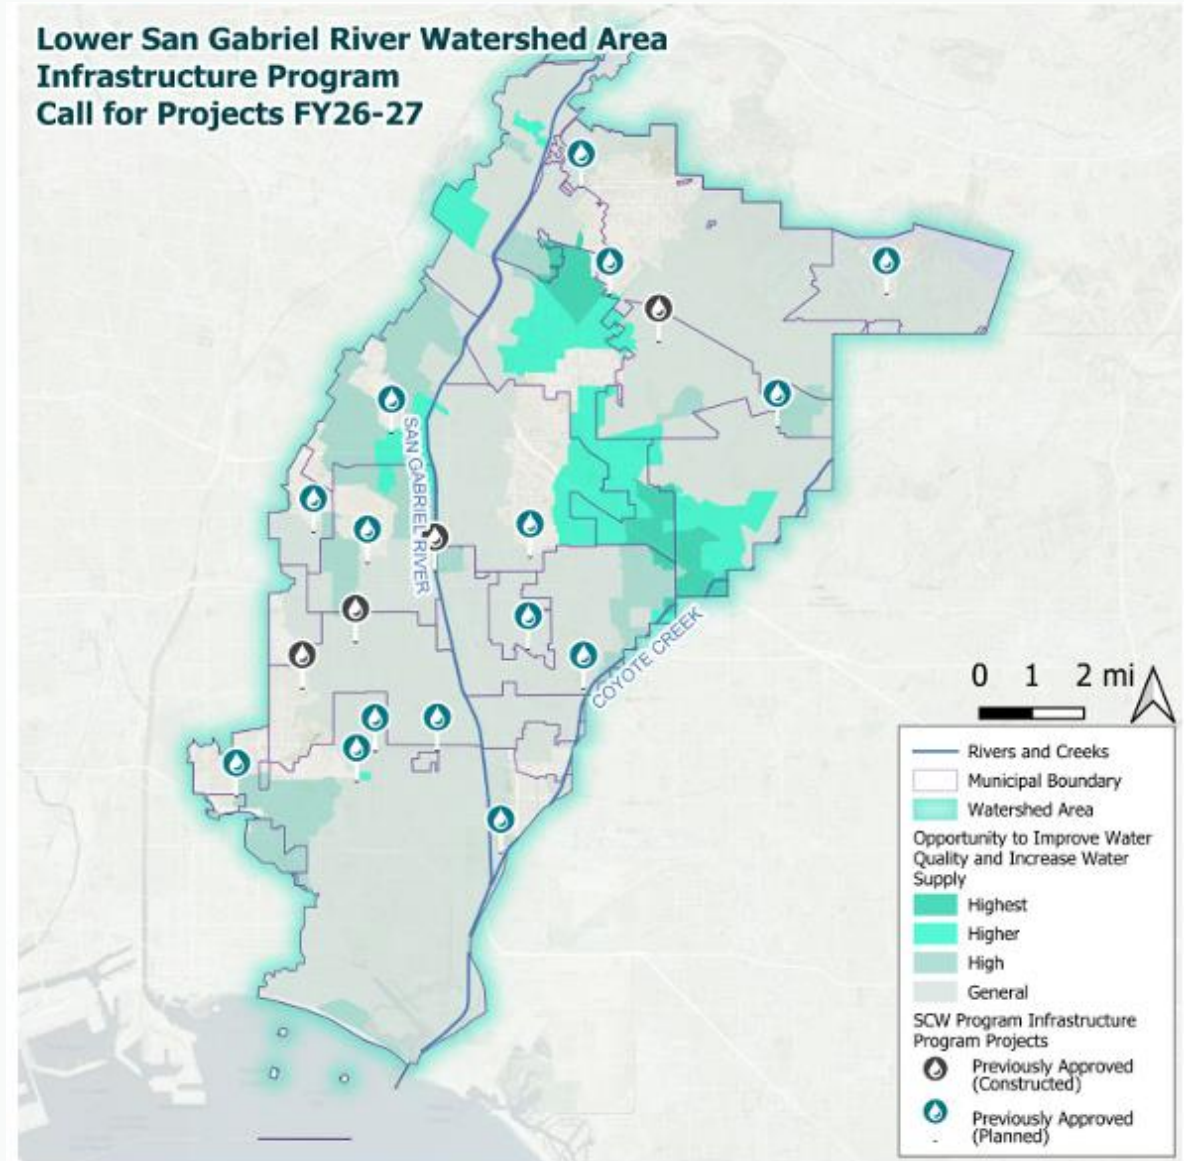 Lower San Gabriel River Watershed Area
Infrastructure Program
Call for Projects FY26-27
SAN GABRIEL RIVER
COYOTE CREEK
0 1 2 mi
Rivers and Creeks
Municipal Boundary
Watershed Area
Opportunity to Improve Water
Quality and Increase Water
Supply
Highest
Higher
High
General
SCW Program Infrastructure
Program Projects
Previously Approved
(Constructed)
Previously Approved
(Planned)